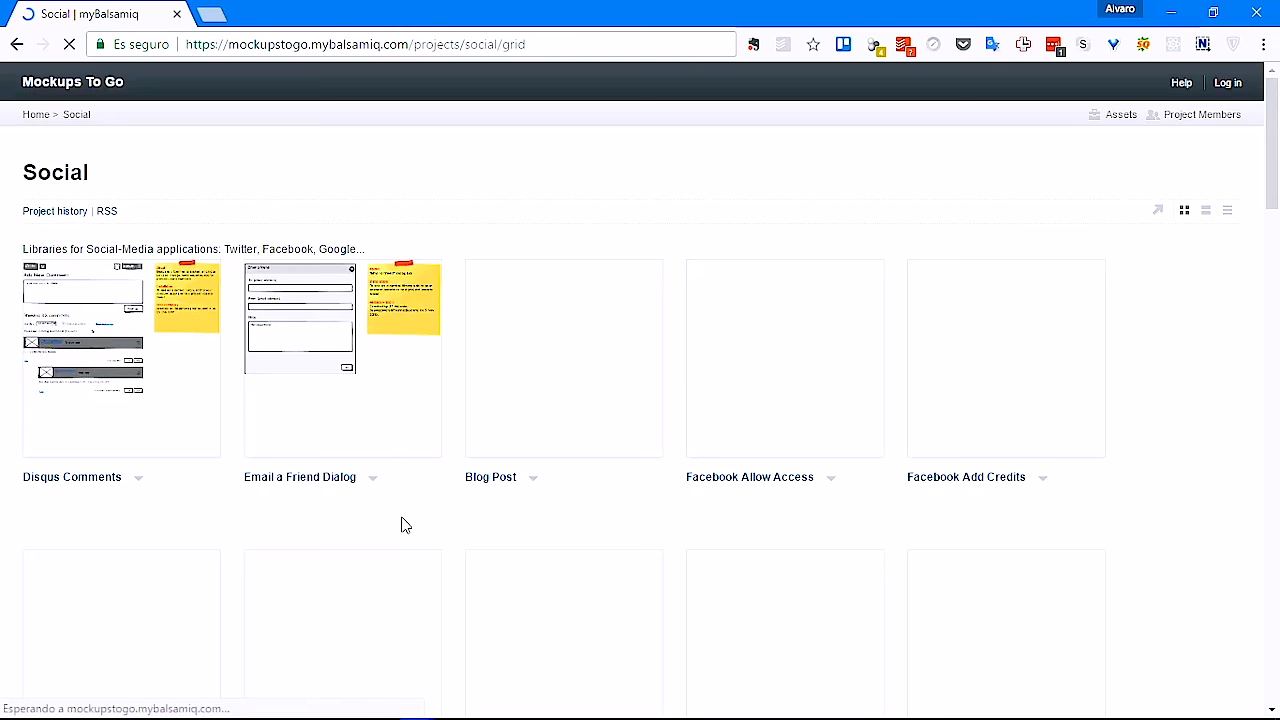 Social | myBalsamiq
Alvaro
Es seguro
https://mockupstogo.mybalsamiq.com/projects/social/grid
Mockups To Go
Help
Log in
Home > Social
Assets
Project Members
Social
Project history | RSS
Libraries for Social-Media applications: Twitter, Facebook, Google...
Disqus Comments
Email a Friend Dialog
Blog Post
Facebook Allow Access
Facebook Add Credits
Esperando a mockupstogo.mybalsamiq.com...